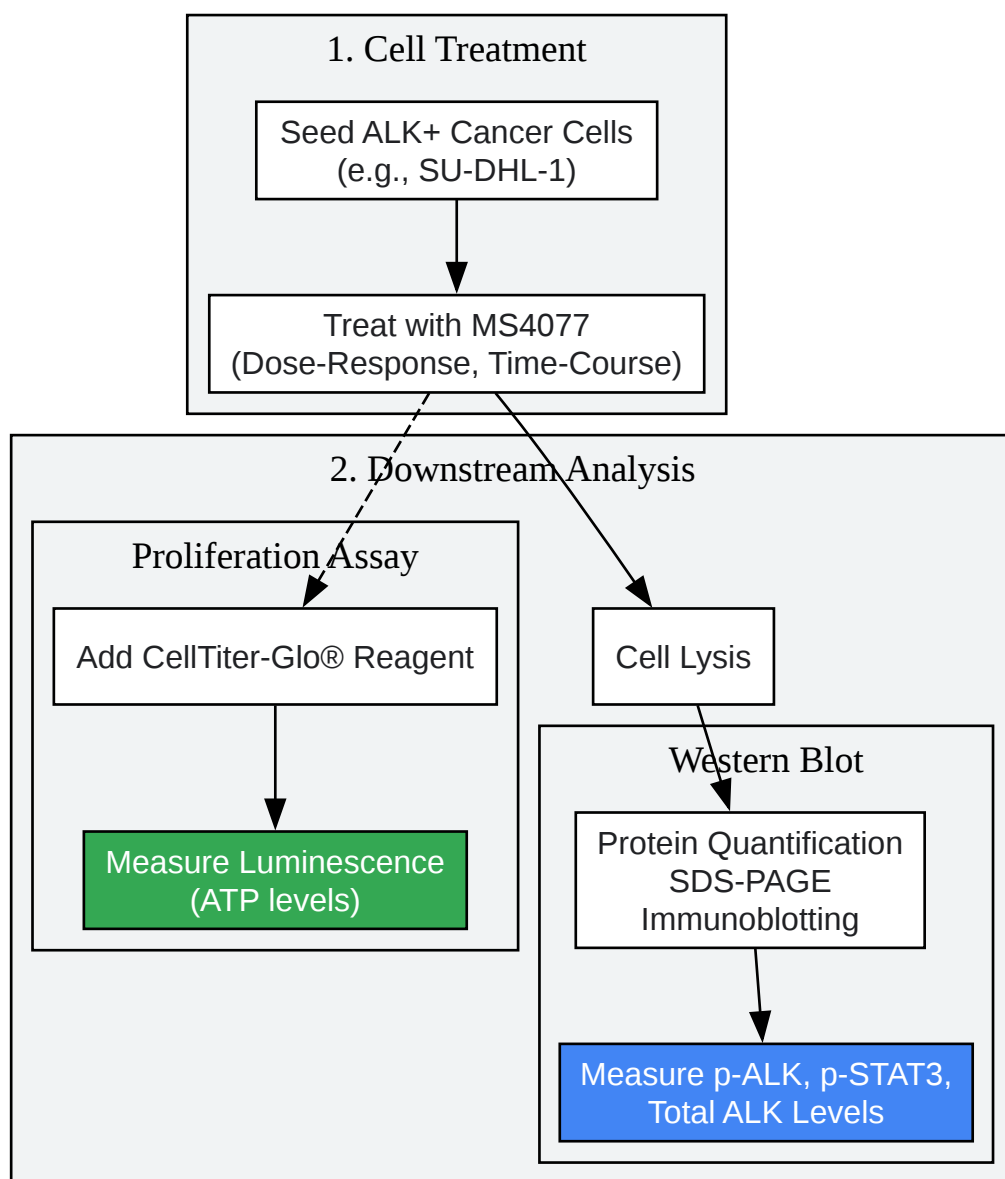 1. Cell Treatment
Seed ALK+ Cancer Cells
(e.g., SU-DHL-1)
Treat with MS4077
(Dose-Response, Time-Course)
2. Downstream Analysis
Proliferation Assay
Add CellTiter-Glo® Reagent
Measure Luminescence
(ATP levels)
Cell Lysis
Western Blot
Protein Quantification
SDS-PAGE
Immunoblotting
Measure p-ALK, p-STAT3,
Total ALK Levels